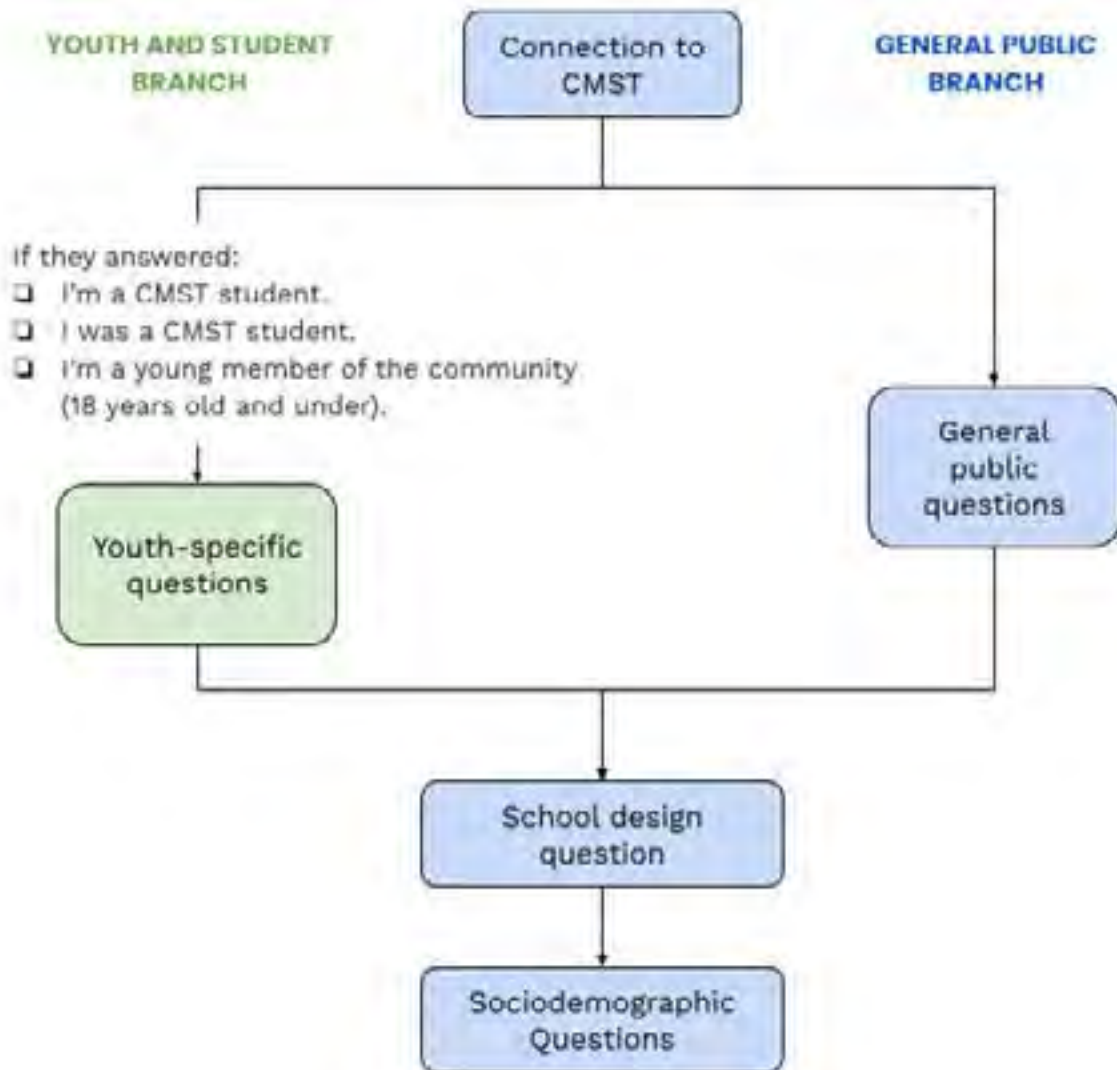 YOUTH AND STUDENT
BRANCH
Connection to
CMST
GENERAL PUBLIC
BRANCH
If they answered:
❏ I'm a CMST student.
❏ I was a CMST student.
❏ I'm a young member of the community
(18 years old and under).
General
public
questions
Youth-specific
questions
School design
question
Sociodemographic
Questions